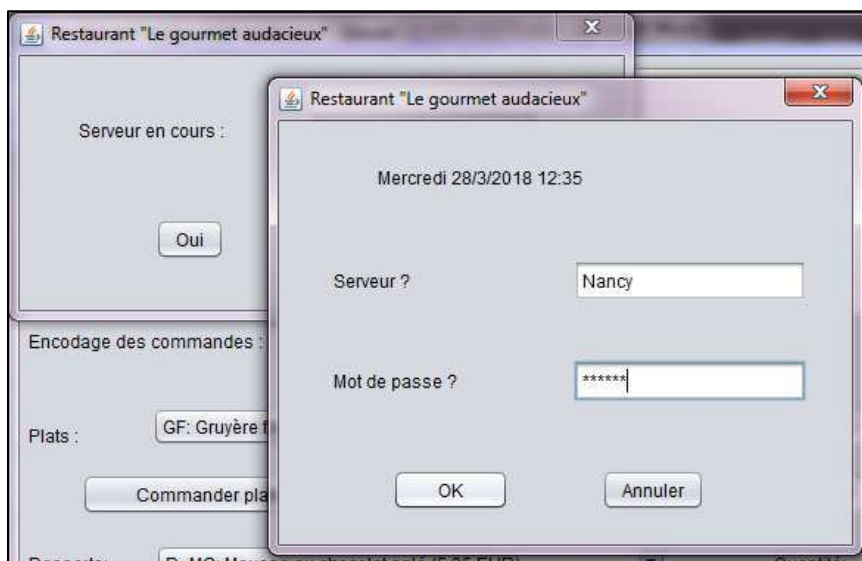 Restaurant "Le gourmet audacieux"
Serveur en cours :
Oui
Restaurant "Le gourmet audacieux"
Mercredi 28/3/2018 12:35
Serveur ?
Nancy
Mot de passe ?
******
OK
Annuler
Encodage des commandes :
Plats :
GF: Gruyère
Commander